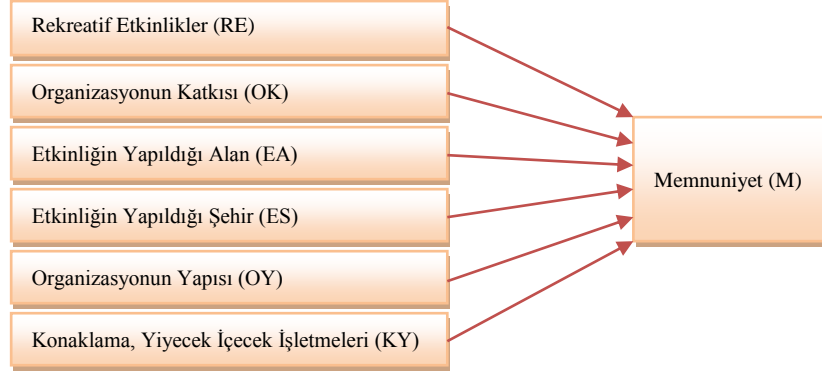 Rekreatif Etkinlikler (RE)
Organizasyonun Katkısı (OK)
Etkinliğin Yapıldığı Alan (EA)
Etkinliğin Yapıldığı Şehir (ES)
Organizasyonun Yapısı (OY)
Konaklama, Yiyecek İçecek İşletmeleri (KY)
Memnuniyet (M)